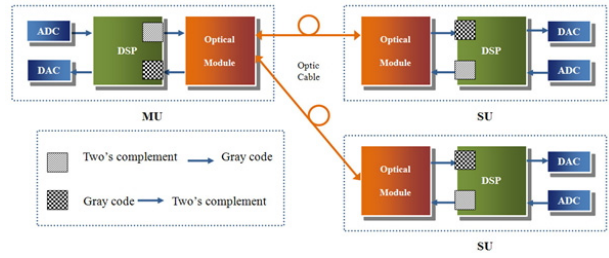 ADC
DAC
DSP
Optical
Module
MU
Optic
Cable
Optical
Module
DSP
DAC
ADC
SU
Two's complement Gray code
Gray code Two's complement
Optical
Module
DSP
DAC
ADC
SU